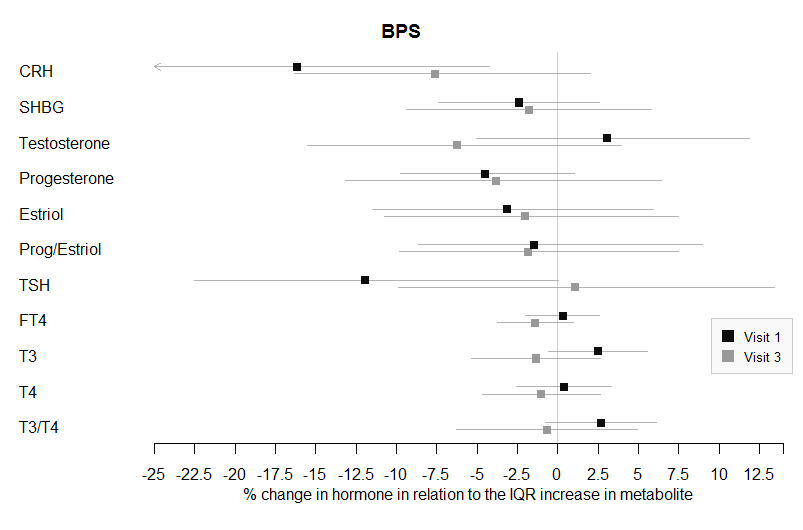 BPS
CRH
SHBG
Testosterone
Progesterone
Estriol
Prog/Estriol
TSH
FT4
T3
T4
T3/T4
Visit 1
Visit 3
-25 -22.5 -20 -17.5 -15 -12.5 -10 -7.5 -5 -2.5 0 2.5 5 7.5 10 12.5
% change in hormone in relation to the IQR increase in metabolite